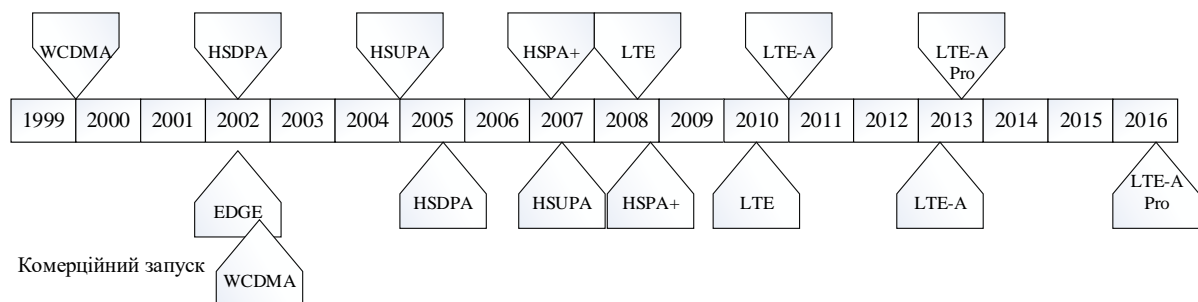 WCDMA
HSDPA
HSUPA
HSPA+
LTE
LTE-A
LTE-A
Pro
1999 2000 2001 2002 2003 2004 2005 2006 2007 2008 2009 2010 2011 2012 2013 2014 2015 2016
EDGE
HSDPA
HSUPA
HSPA+
LTE
LTE-A
LTE-A
Pro
Комерційний запуск
WCDMA